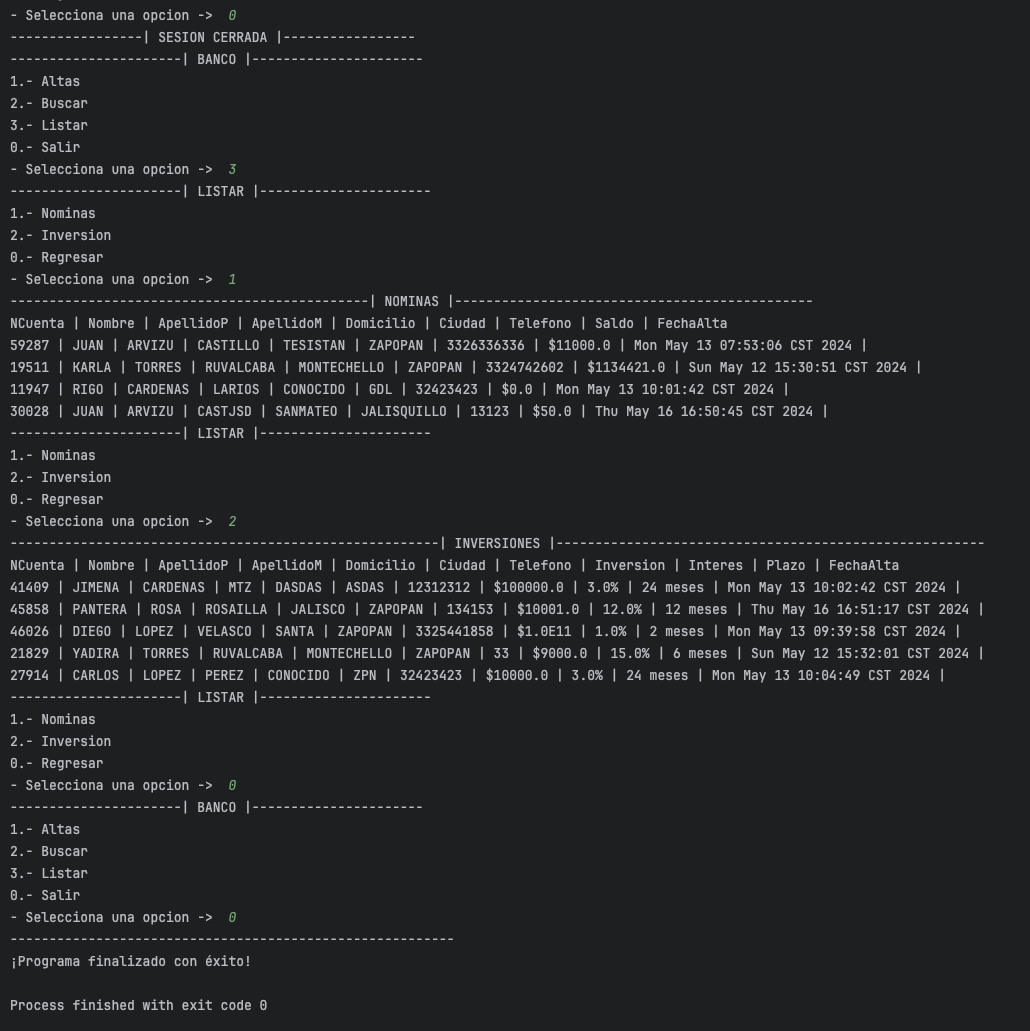 - Selecciona una opcion ->  0
-----------------| SESION CERRADA |-----------------
----------------------| BANCO |----------------------
1.- Altas
2.- Buscar
3.- Listar
0.- Salir
- Selecciona una opcion ->  3
----------------------| LISTAR |----------------------
1.- Nominas
2.- Inversion
0.- Regresar
- Selecciona una opcion ->  1
----------------------------------------------| NOMINAS |----------------------------------------------
NCuenta | Nombre | ApellidoP | ApellidoM | Domicilio | Ciudad | Telefono | Saldo | FechaAlta
59287 | JUAN | ARVIZU | CASTILLO | TESISTAN | ZAPOPAN | 3326336336 | $11000.0 | Mon May 13 07:53:06 CST 2024 |
19511 | KARLA | TORRES | RUVALCABA | MONTECHELLO | ZAPOPAN | 3324742602 | $1134421.0 | Sun May 12 15:30:51 CST 2024 |
11947 | RIGO | CARDENAS | LARIOS | CONOCIDO | GDL | 32423423 | $0.0 | Mon May 13 10:01:42 CST 2024 |
30028 | JUAN | ARVIZU | CASTJSD | SANMATEO | JALISQUILLO | 13123 | $50.0 | Thu May 16 16:50:45 CST 2024 |
----------------------| LISTAR |----------------------
1.- Nominas
2.- Inversion
0.- Regresar
- Selecciona una opcion ->  2
-------------------------------------------------------| INVERSIONES |-------------------------------------------------------
NCuenta | Nombre | ApellidoP | ApellidoM | Domicilio | Ciudad | Telefono | Inversion | Interes | Plazo | FechaAlta
41409 | JIMENA | CARDENAS | MTZ | DASDAS | ASDAS | 12312312 | $100000.0 | 3.0% | 24 meses | Mon May 13 10:02:42 CST 2024 |
45858 | PANTERA | ROSA | ROSAILLA | JALISCO | ZAPOPAN | 134153 | $10001.0 | 12.0% | 12 meses | Thu May 16 16:51:17 CST 2024 |
46026 | DIEGO | LOPEZ | VELASCO | SANTA | ZAPOPAN | 3325441858 | $1.0E11 | 1.0% | 2 meses | Mon May 13 09:39:58 CST 2024 |
21829 | YADIRA | TORRES | RUVALCABA | MONTECHELLO | ZAPOPAN | 33 | $9000.0 | 15.0% | 6 meses | Sun May 12 15:32:01 CST 2024 |
27914 | CARLOS | LOPEZ | PEREZ | CONOCIDO | ZPN | 32423423 | $10000.0 | 3.0% | 24 meses | Mon May 13 10:04:49 CST 2024 |
----------------------| LISTAR |----------------------
1.- Nominas
2.- Inversion
0.- Regresar
- Selecciona una opcion ->  0
----------------------| BANCO |----------------------
1.- Altas
2.- Buscar
3.- Listar
0.- Salir
- Selecciona una opcion ->  0
---------------------------------------------------------
¡Programa finalizado con éxito!
Process finished with exit code 0